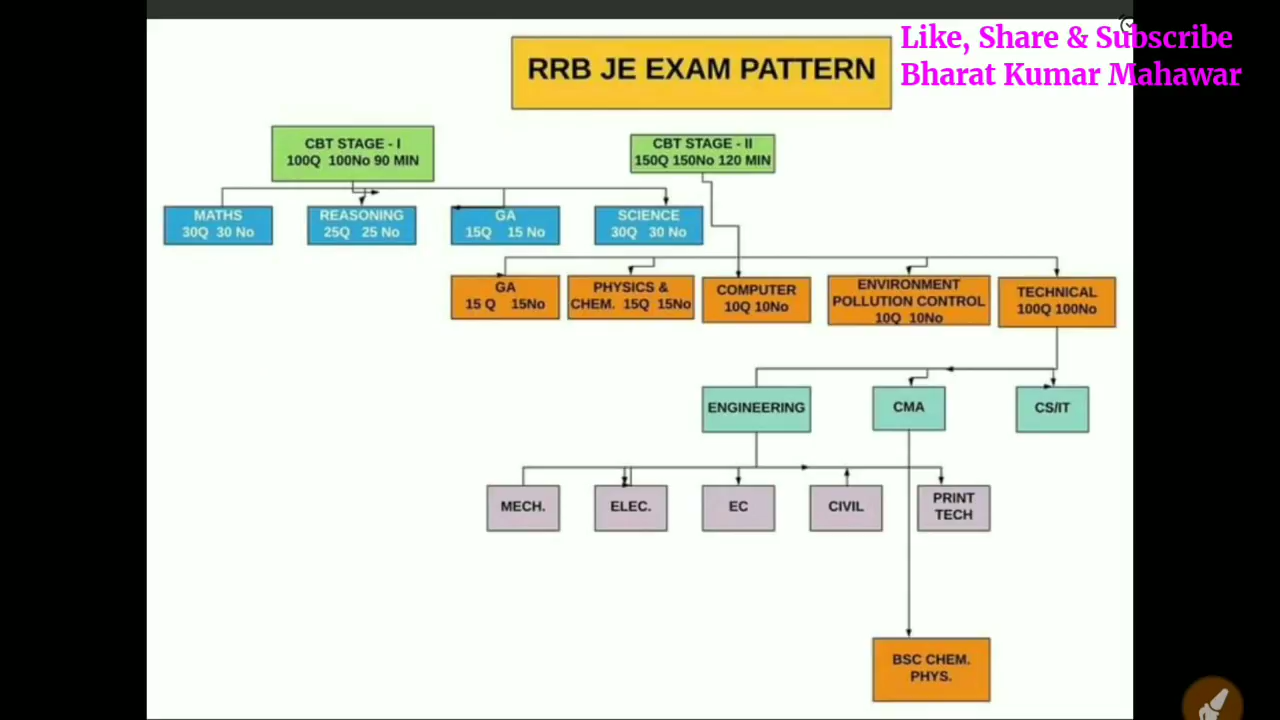 Like, Share & Subscribe
Bharat Kumar Mahawar
RRB JE EXAM PATTERN
CBT STAGE - I
100Q 100No 90 MIN
CBT STAGE - II
150Q 150No 120 MIN
MATHS
30Q 30 No
REASONING
25Q 25 No
GA
15Q 15 No
SCIENCE
30Q 30 No
GA
15 Q 15No
PHYSICS &
CHEM. 15Q 15No
COMPUTER
10Q 10No
ENVIRONMENT
POLLUTION CONTROL
10Q 10No
TECHNICAL
100Q 100No
ENGINEERING
CMA
CS/IT
MECH.
ELEC.
EC
CIVIL
PRINT
TECH
BSC CHEM.
PHYS.